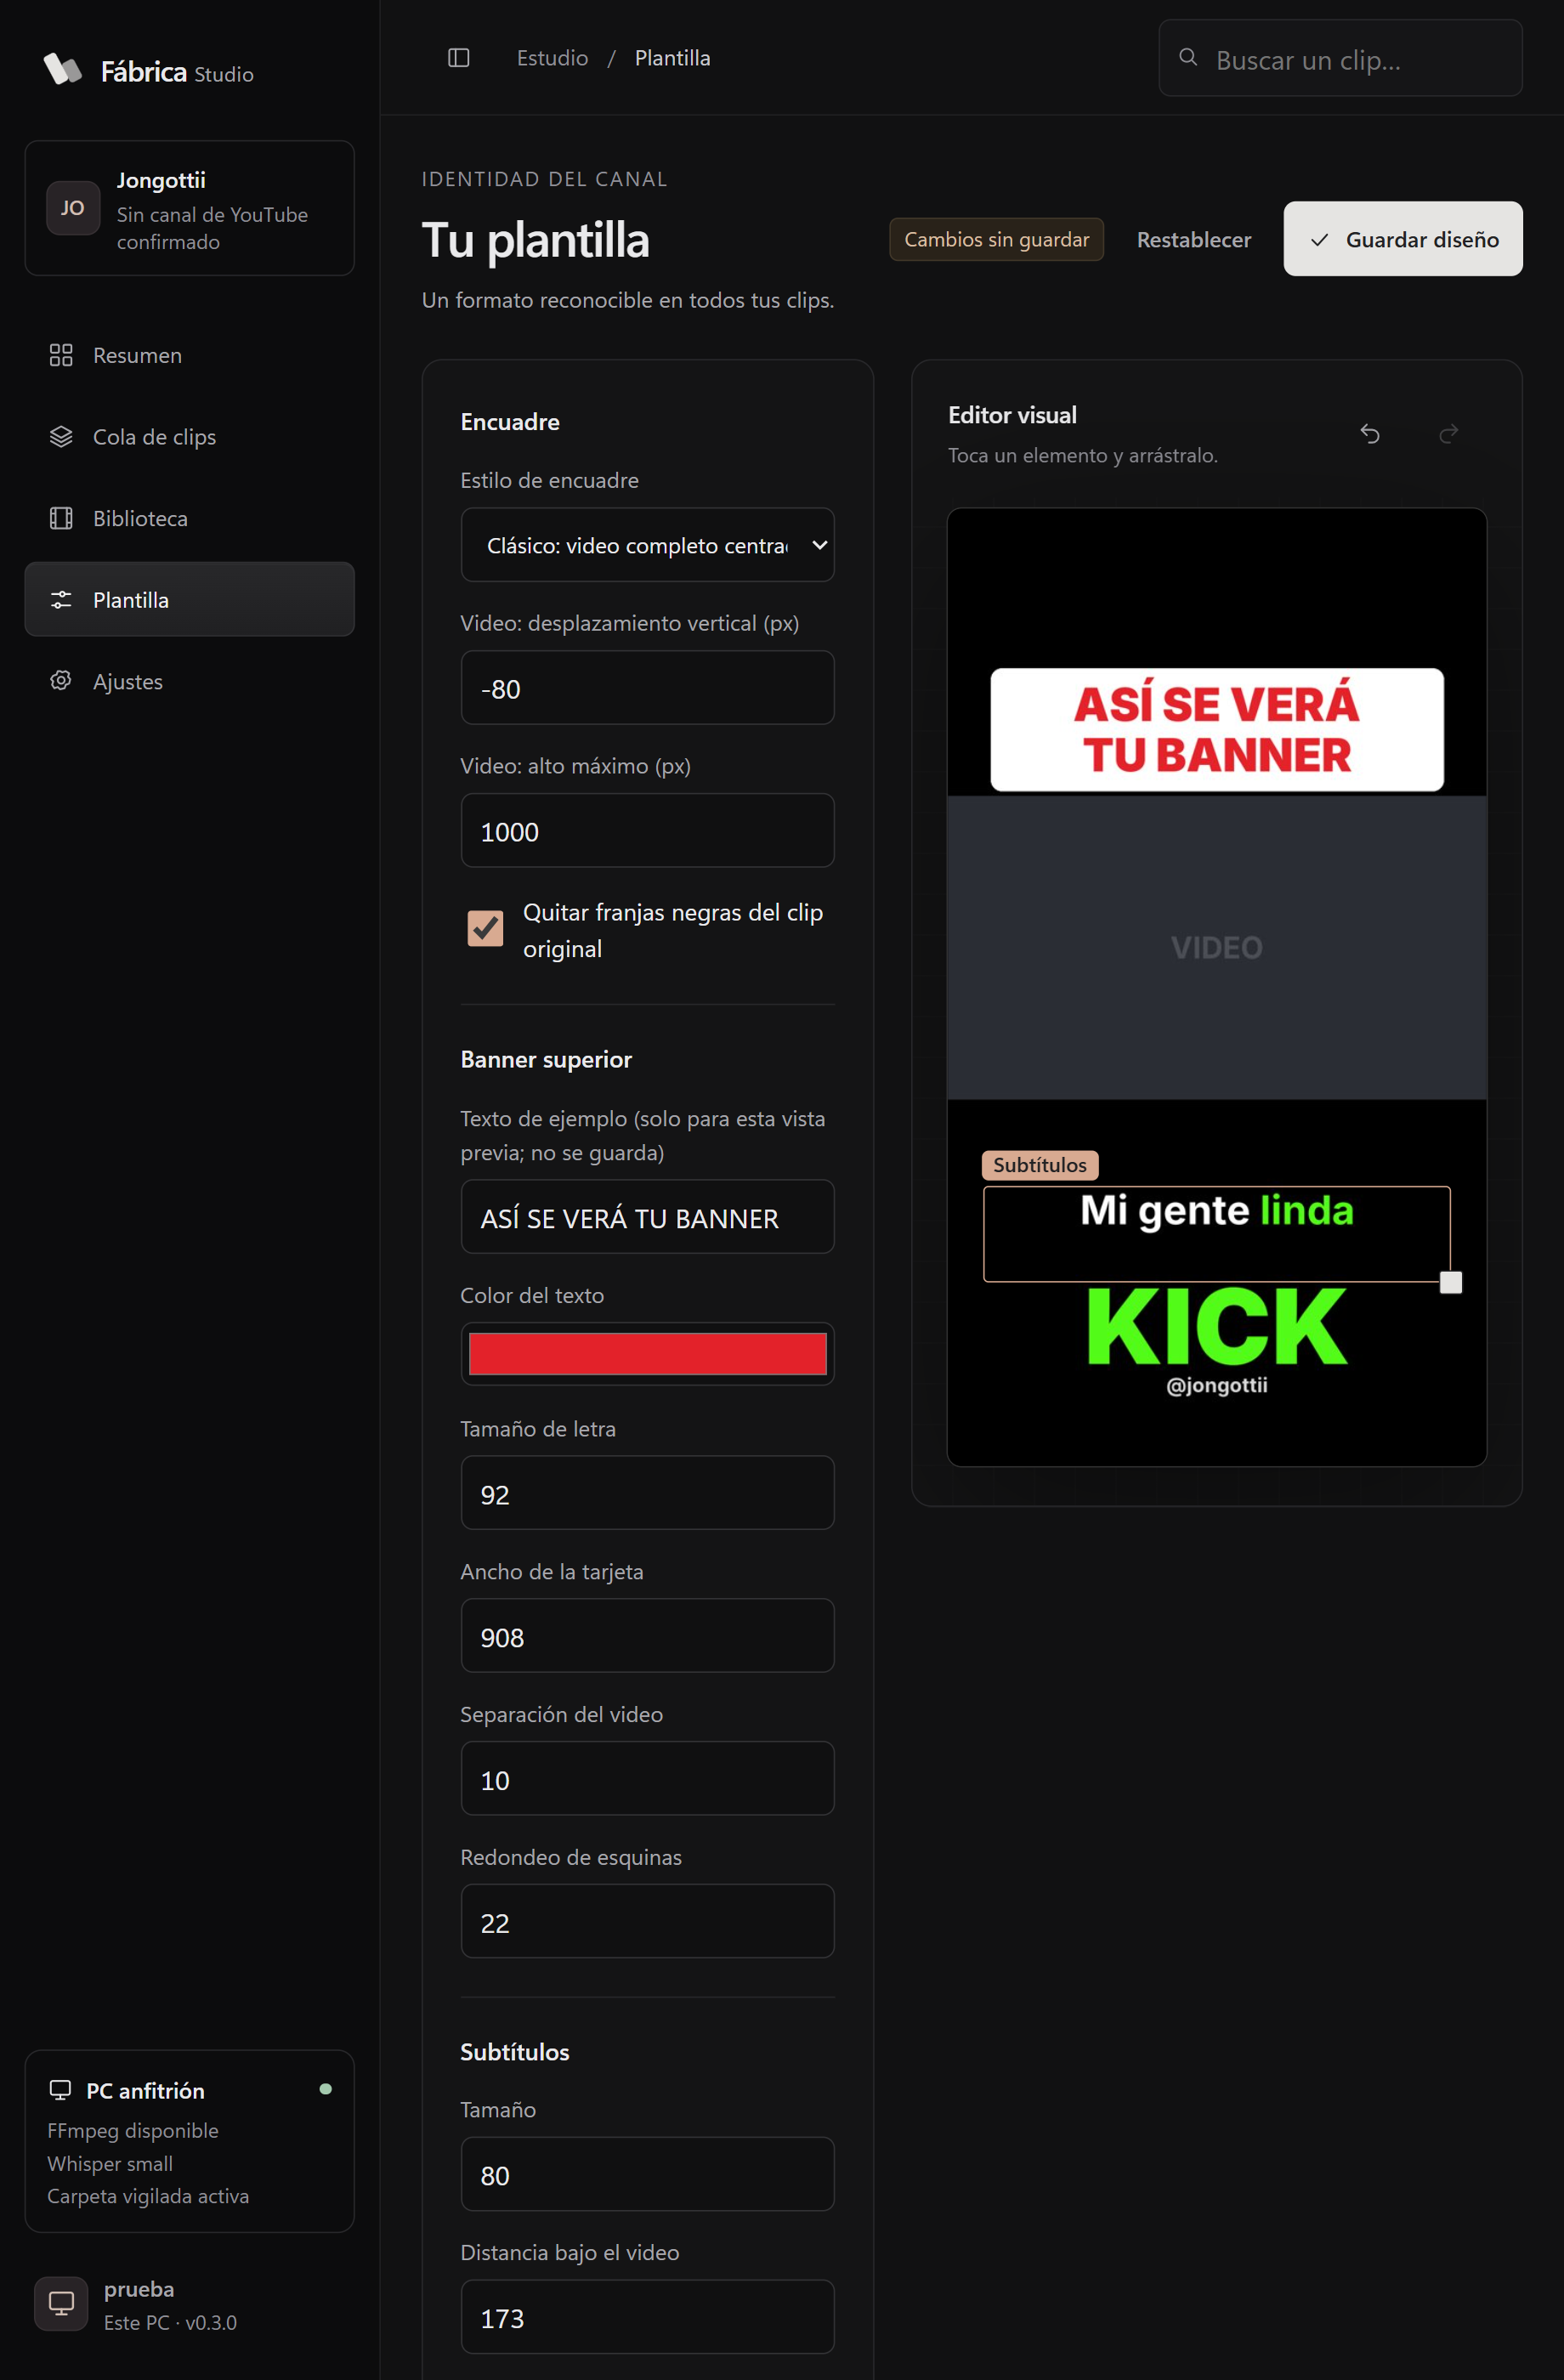 Fábrica Studio
JO
Jongottii
Sin canal de YouTube
confirmado
Resumen
Cola de clips
Biblioteca
Plantilla
Ajustes
PC anfitrión
FFmpeg disponible
Whisper small
Carpeta vigilada activa
prueba
Este PC · v0.3.0
Estudio / Plantilla
Buscar un clip...
IDENTIDAD DEL CANAL
Tu plantilla
Un formato reconocible en todos tus clips.
Cambios sin guardar
Restablecer
Guardar diseño
Encuadre
Estilo de encuadre
Clásico: video completo
Video: desplazamiento vertical (px)
-80
Video: alto máximo (px)
1000
Quitar franjas negras del clip
original
Banner superior
Texto de ejemplo (solo para esta vista
previa; no se guarda)
ASÍ SE VERÁ TU BANNER
Color del texto
Tamaño de letra
92
Ancho de la tarjeta
908
Separación del video
10
Redondeo de esquinas
22
Subtítulos
Tamaño
80
Distancia bajo el video
173
Editor visual
Toca un elemento y arrástralo.
ASÍ SE VERÁ
TU BANNER
VIDEO
Subtítulos
Mi gente linda
KICK
@jongottii